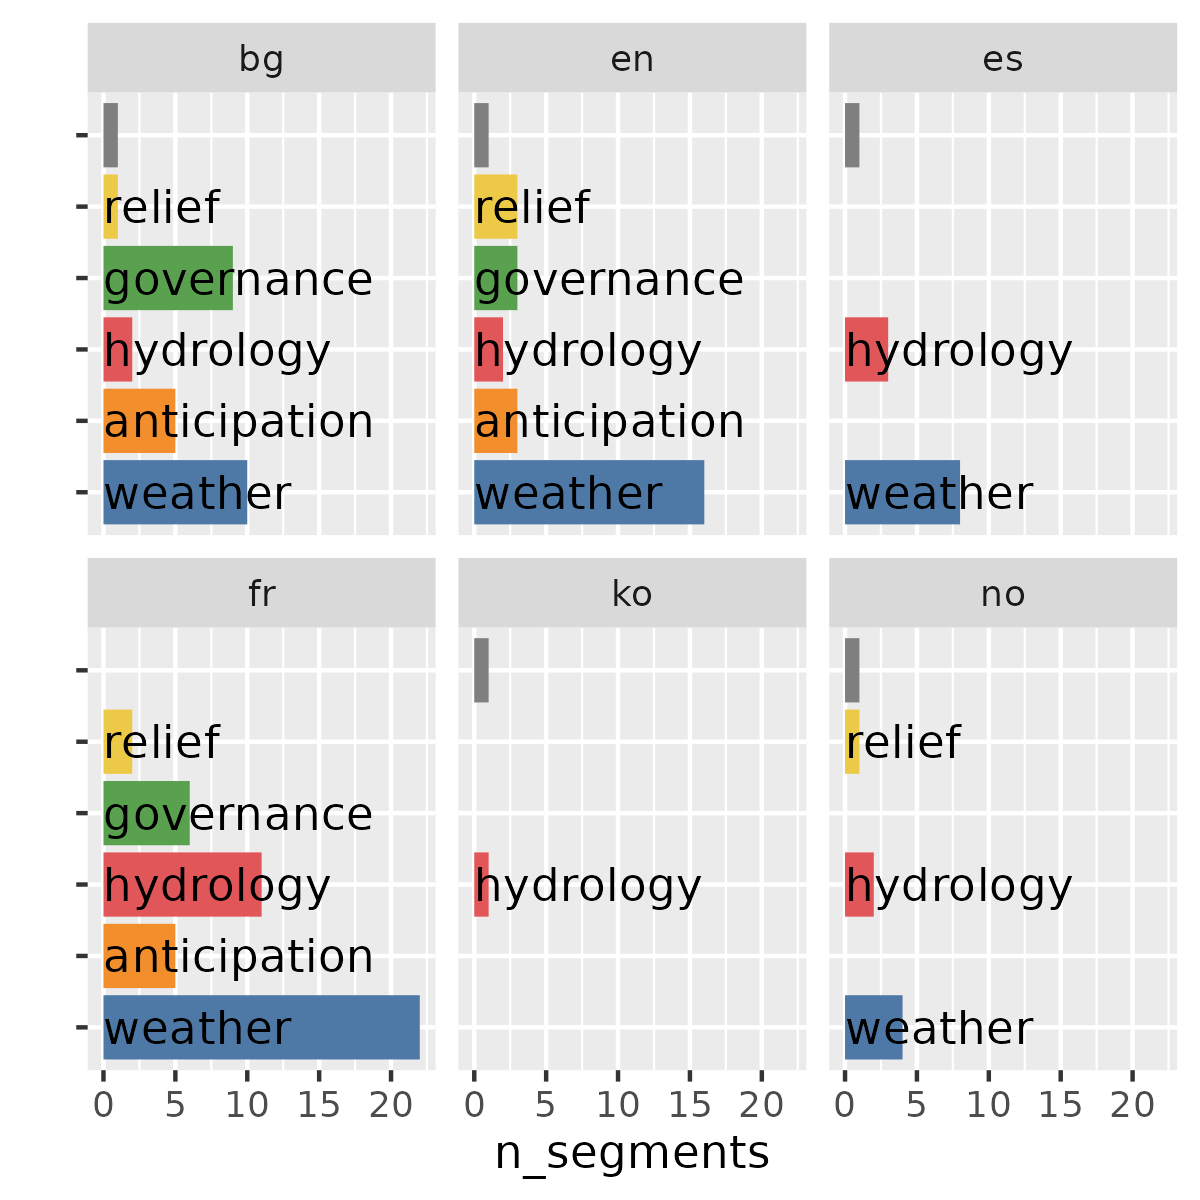 bg
en
es
relief
governance
hydrology
anticipation
weather
relief
governance
hydrology
anticipation
weather
hydrology
weather
fr
ko
no
relief
governance
hydrology
anticipation
weather
hydrology
relief
hydrology
weather
0 5 10 15 20
0 5 10 15 20
0 5 10 15 20
n_segments